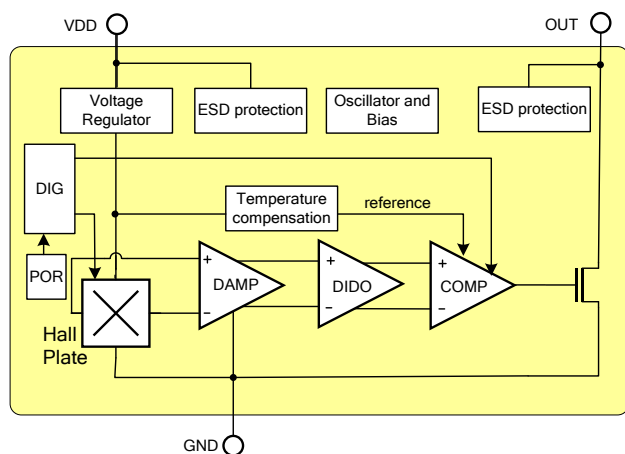 VDD
OUT
Voltage
Regulator
ESD protection
Oscillator and
Bias
ESD protection
DIG
Temperature
compensation
reference
POR
+
DAMP
−
+
DIDO
−
+
COMP
−
Hall
Plate
GND